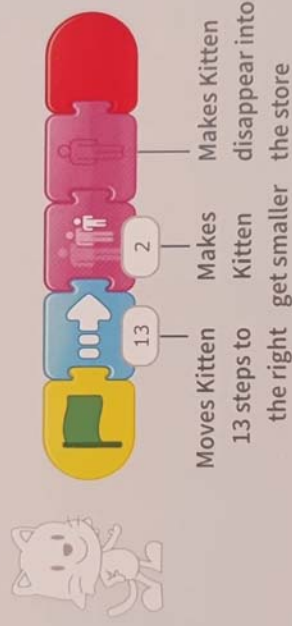 13
2
Moves Kitten
13 steps to
the right
Makes
Kitten
get smaller
Makes Kitten
disappear into
the store